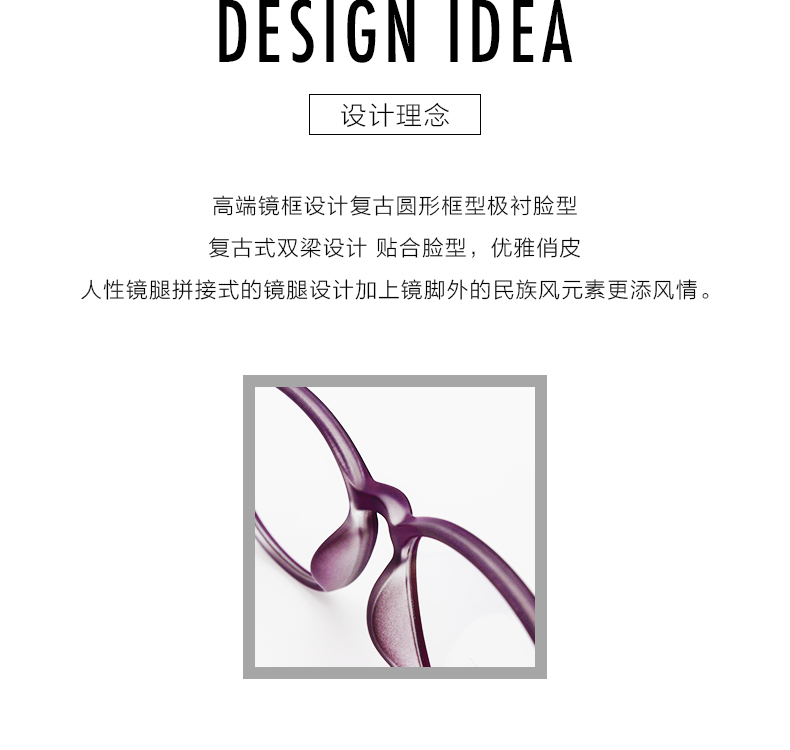 DESIGN IDEA
设计理念
高端镜框设计复古圆形框型极衬脸型
复古式双梁设计 贴合脸型，优雅俏皮
人性镜腿拼接式的镜腿设计加上镜脚外的民族风元素更添风情。